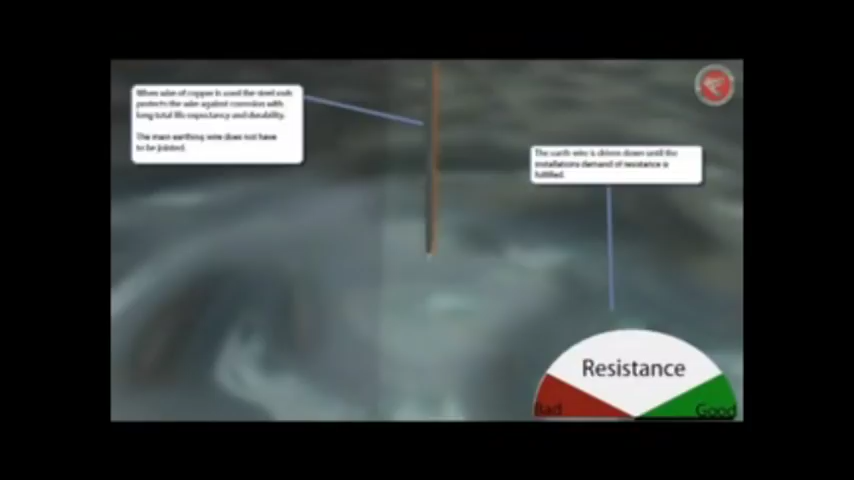 When wire of copper is used the steel rods
protects the wire against corrosion with
long total life expectancy and durability.
The main earthing wire does not have
to be jointed.
The earth wire is driven down until the
installations demand of resistance is
fulfilled.
Resistance
Bad
Good